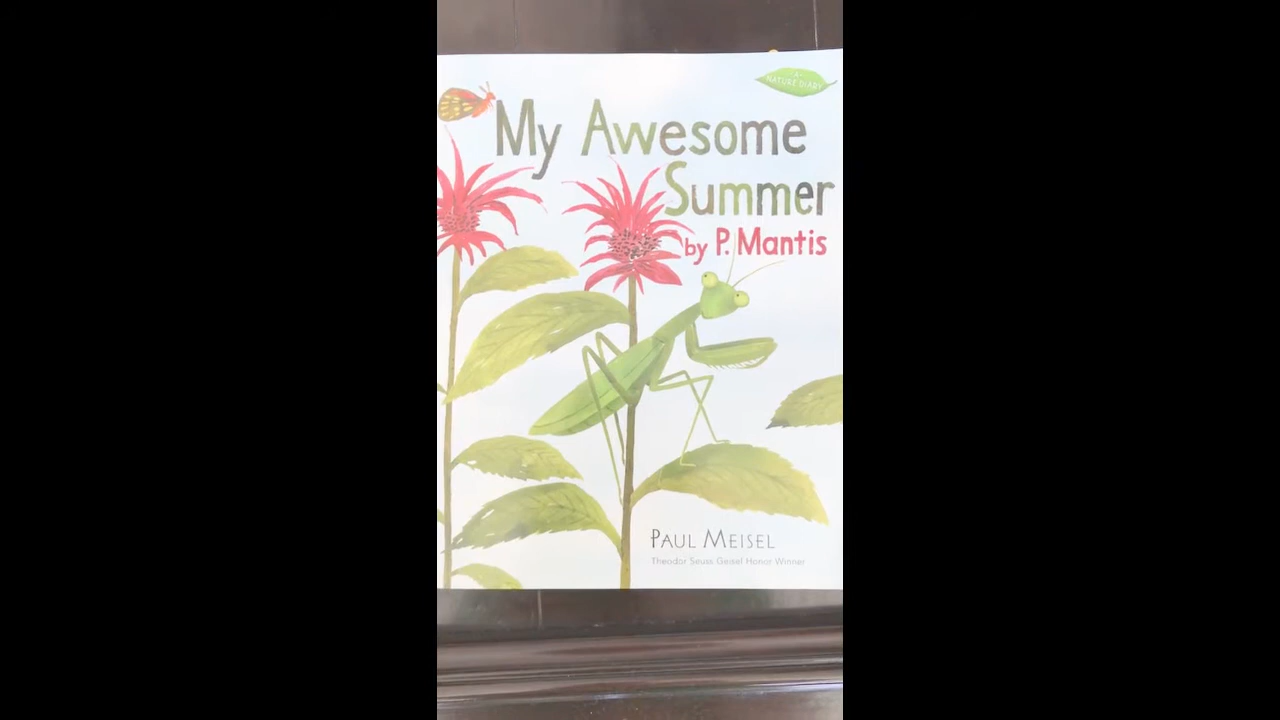 A
NATURE DIARY
My Awesome
Summer
by P. Mantis
PAUL MEISEL
Theodor Seuss Geisel Honor Winner